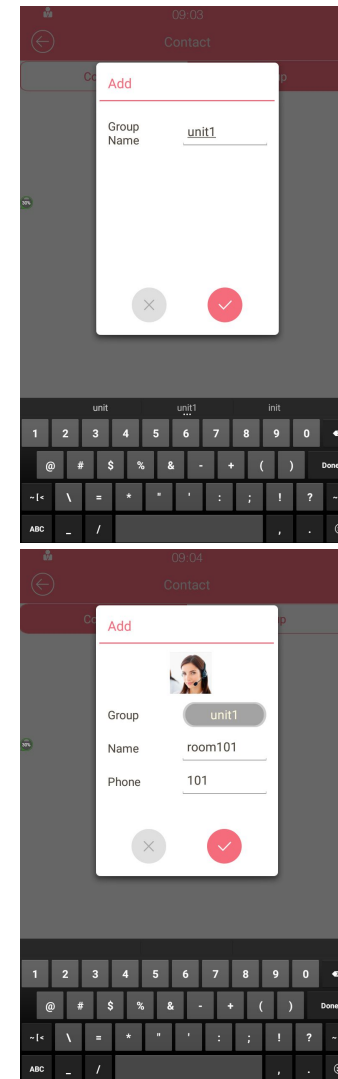 09:03
Contact
Co
p
Add
Group
Name
unit1
unit
unit1
init
1 2 3 4 5 6 7 8 9 0
@ # $ % & - + ( ) Done
~[< \ = * " ' : ; ! ? ~
ABC _ / , .
09:04
Contact
Co
p
Add
Group unit1
Name room101
Phone 101
1 2 3 4 5 6 7 8 9 0
@ # $ % & - + ( ) Done
~[< \ = * " ' : ; ! ? ~
ABC _ / , .